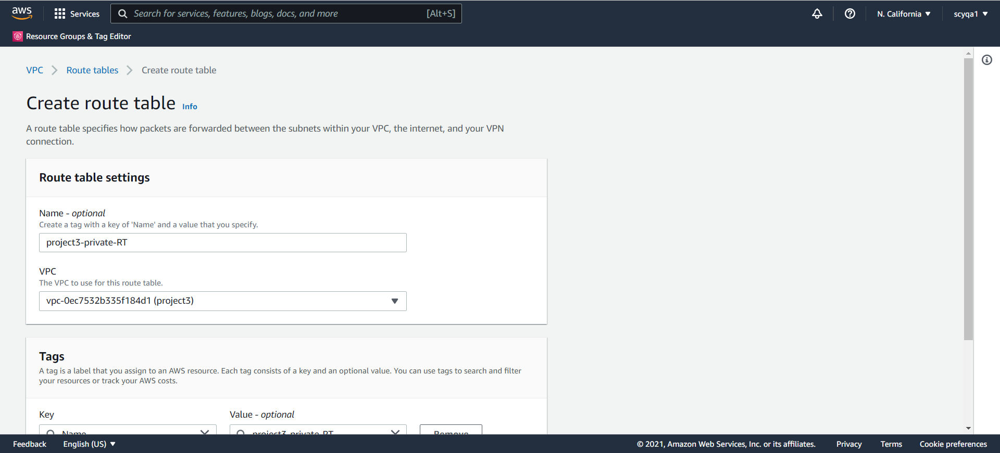 aws
Services
Search for services, features, blogs, docs, and more
[Alt+S]
N. California
scyqa1
Resource Groups & Tag Editor
VPC
Route tables
Create route table
Create route table Info
A route table specifies how packets are forwarded between the subnets within your VPC, the internet, and your VPN
connection.
Route table settings
Name - optional
Create a tag with a key of 'Name' and a value that you specify.
project3-private-RT
VPC
The VPC to use for this route table.
vpc-0ec7532b335f184d1 (project3)
Tags
A tag is a label that you assign to an AWS resource. Each tag consists of a key and an optional value. You can use tags to search and filter
your resources or track your AWS costs.
Key
Value - optional
Name
project3-private-RT
Remove
Feedback
English (US)
© 2021, Amazon Web Services, Inc. or its affiliates.
Privacy
Terms
Cookie preferences